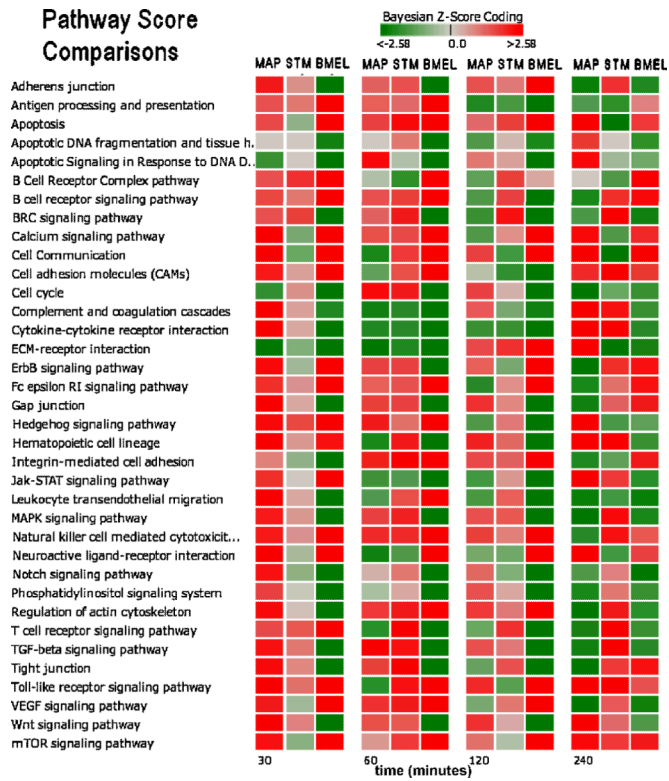 Pathway Score
Comparisons
Bayesian Z-Score Coding
<-2.58 0.0 >2.58
MAP STM BMEL MAP STM BMEL MAP STM BMEL MAP STM BMEL
Adherens junction
Antigen processing and presentation
Apoptosis
Apoptotic DNA fragmentation and tissue h...
Apoptotic Signaling in Response to DNA D...
B Cell Receptor Complex pathway
B cell receptor signaling pathway
BRC signaling pathway
Calcium signaling pathway
Cell Communication
Cell adhesion molecules (CAMs)
Cell cycle
Complement and coagulation cascades
Cytokine-cytokine receptor interaction
ECM-receptor interaction
ErbB signaling pathway
Fc epsilon RI signaling pathway
Gap junction
Hedgehog signaling pathway
Hematopoietic cell lineage
Integrin-mediated cell adhesion
Jak-STAT signaling pathway
Leukocyte transendothelial migration
MAPK signaling pathway
Natural killer cell mediated cytotoxicit...
Neuroactive ligand-receptor interaction
Notch signaling pathway
Phosphatidylinositol signaling system
Regulation of actin cytoskeleton
T cell receptor signaling pathway
TGF-beta signaling pathway
Tight junction
Toll-like receptor signaling pathway
VEGF signaling pathway
Wnt signaling pathway
mTOR signaling pathway
30 60 120 240
time (minutes)